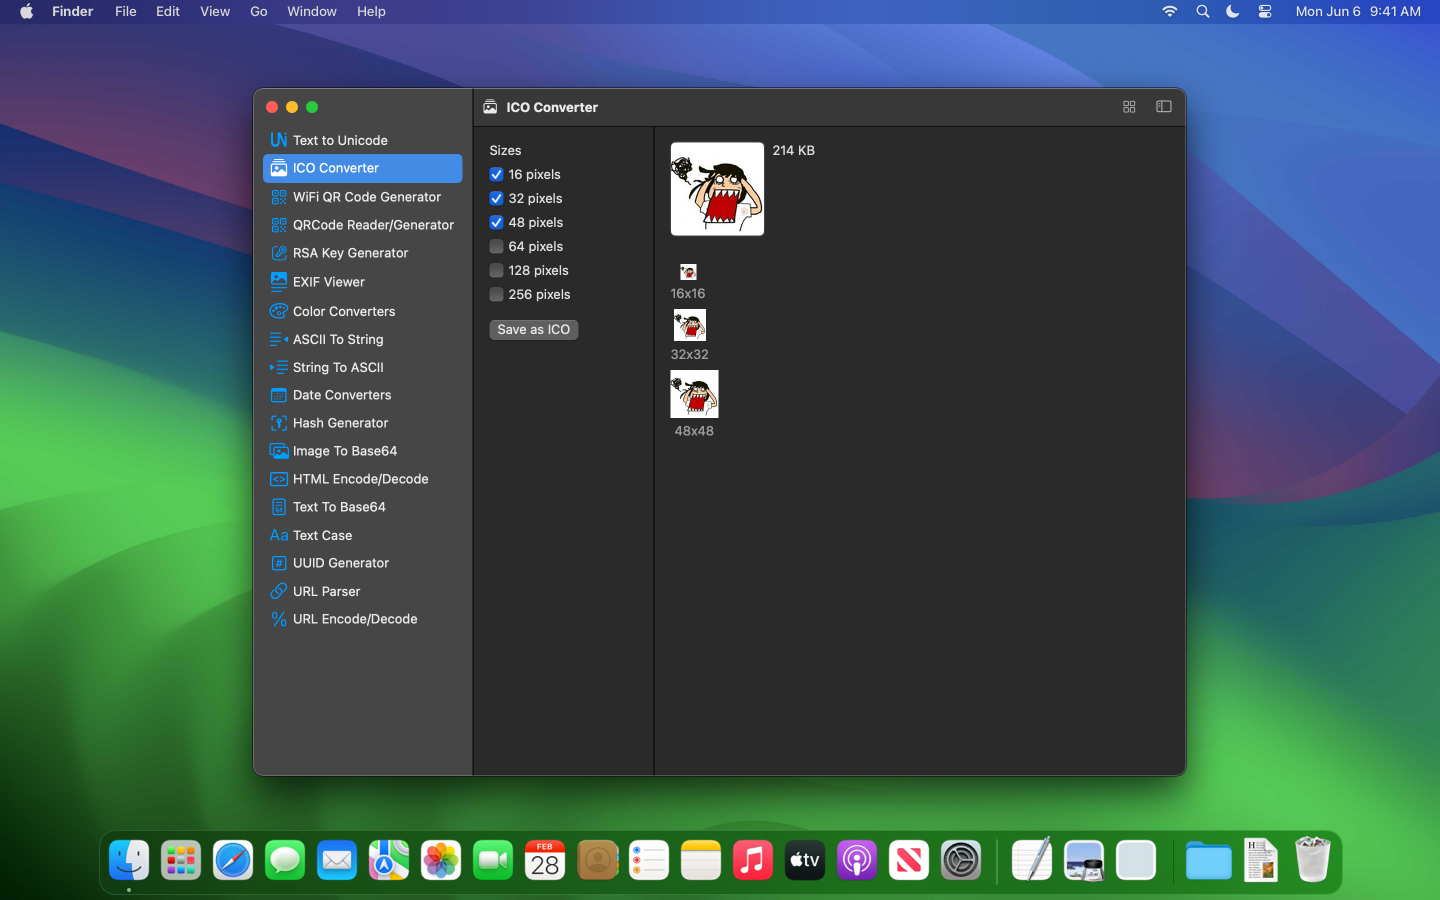 Finder File Edit View Go Window Help Mon Jun 6 9:41 AM
ICO Converter
Text to Unicode
ICO Converter
WiFi QR Code Generator
QRCode Reader/Generator
RSA Key Generator
EXIF Viewer
Color Converters
ASCII To String
String To ASCII
Date Converters
Hash Generator
Image To Base64
HTML Encode/Decode
Text To Base64
Aa Text Case
UUID Generator
URL Parser
URL Encode/Decode
Sizes
16 pixels
32 pixels
48 pixels
64 pixels
128 pixels
256 pixels
Save as ICO
214 KB
16x16
32x32
48x48
FEB
28
tv